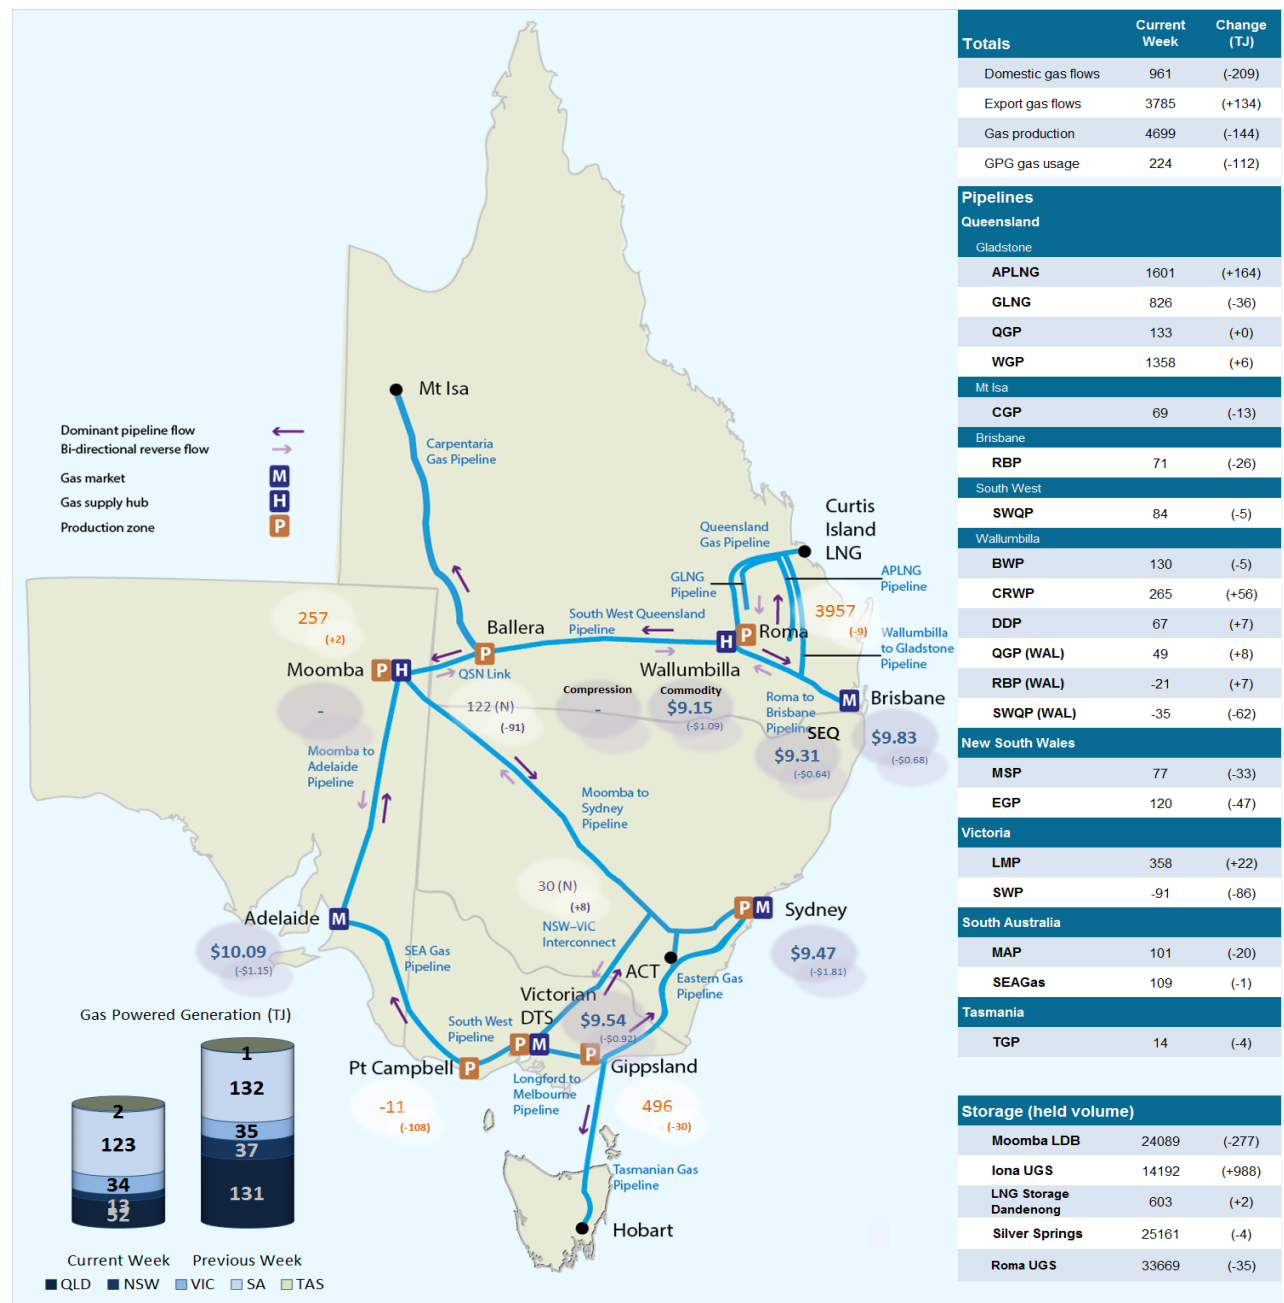 Mt Isa
Dominant pipeline flow
Bi-directional reverse flow
Gas market M
Gas supply hub H
Production zone P
Carpentaria
Gas Pipeline
Curtis
Island
LNG
Queensland
Gas Pipeline
GLNG
Pipeline
APLNG
Pipeline
257
(+2)
3957
(-9)
South West Queensland
Pipeline
Ballera
P
H P Roma
Wallumbilla
to Gladstone
Pipeline
Moomba P H
QSN Link
Wallumbilla
Compression
-
Commodity
$9.15
(-$1.09)
Roma to
Brisbane
Pipeline
M Brisbane
-
122 (N)
(-91)
SEQ
$9.31
(-$0.64)
$9.83
(-$0.68)
Moomba to
Adelaide
Pipeline
Moomba to
Sydney
Pipeline
30 (N)
(+8)
NSW–VIC
Interconnect
Adelaide M
$10.09
(-$1.15)
SEA Gas
Pipeline
P M Sydney
$9.47
(-$1.81)
ACT
Eastern Gas
Pipeline
Victorian
DTS
$9.54
(-$0.92)
South West
Pipeline
P M
P
Pt Campbell P
Gippsland
-11
(-108)
Longford to
Melbourne
Pipeline
496
(-30)
Tasmanian Gas
Pipeline
Hobart
Gas Powered Generation (TJ)
2
123
34
13
52
1
132
35
37
131
Current Week Previous Week
QLD NSW VIC SA TAS
Totals Current Week Change (TJ)
Domestic gas flows 961 (-209)
Export gas flows 3785 (+134)
Gas production 4699 (-144)
GPG gas usage 224 (-112)
Pipelines
Queensland
Gladstone
APLNG 1601 (+164)
GLNG 826 (-36)
QGP 133 (+0)
WGP 1358 (+6)
Mt Isa
CGP 69 (-13)
Brisbane
RBP 71 (-26)
South West
SWQP 84 (-5)
Wallumbilla
BWP 130 (-5)
CRWP 265 (+56)
DDP 67 (+7)
QGP (WAL) 49 (+8)
RBP (WAL) -21 (+7)
SWQP (WAL) -35 (-62)
New South Wales
MSP 77 (-33)
EGP 120 (-47)
Victoria
LMP 358 (+22)
SWP -91 (-86)
South Australia
MAP 101 (-20)
SEAGas 109 (-1)
Tasmania
TGP 14 (-4)
Storage (held volume)
Moomba LDB 24089 (-277)
Iona UGS 14192 (+988)
LNG Storage
Dandenong 603 (+2)
Silver Springs 25161 (-4)
Roma UGS 33669 (-35)